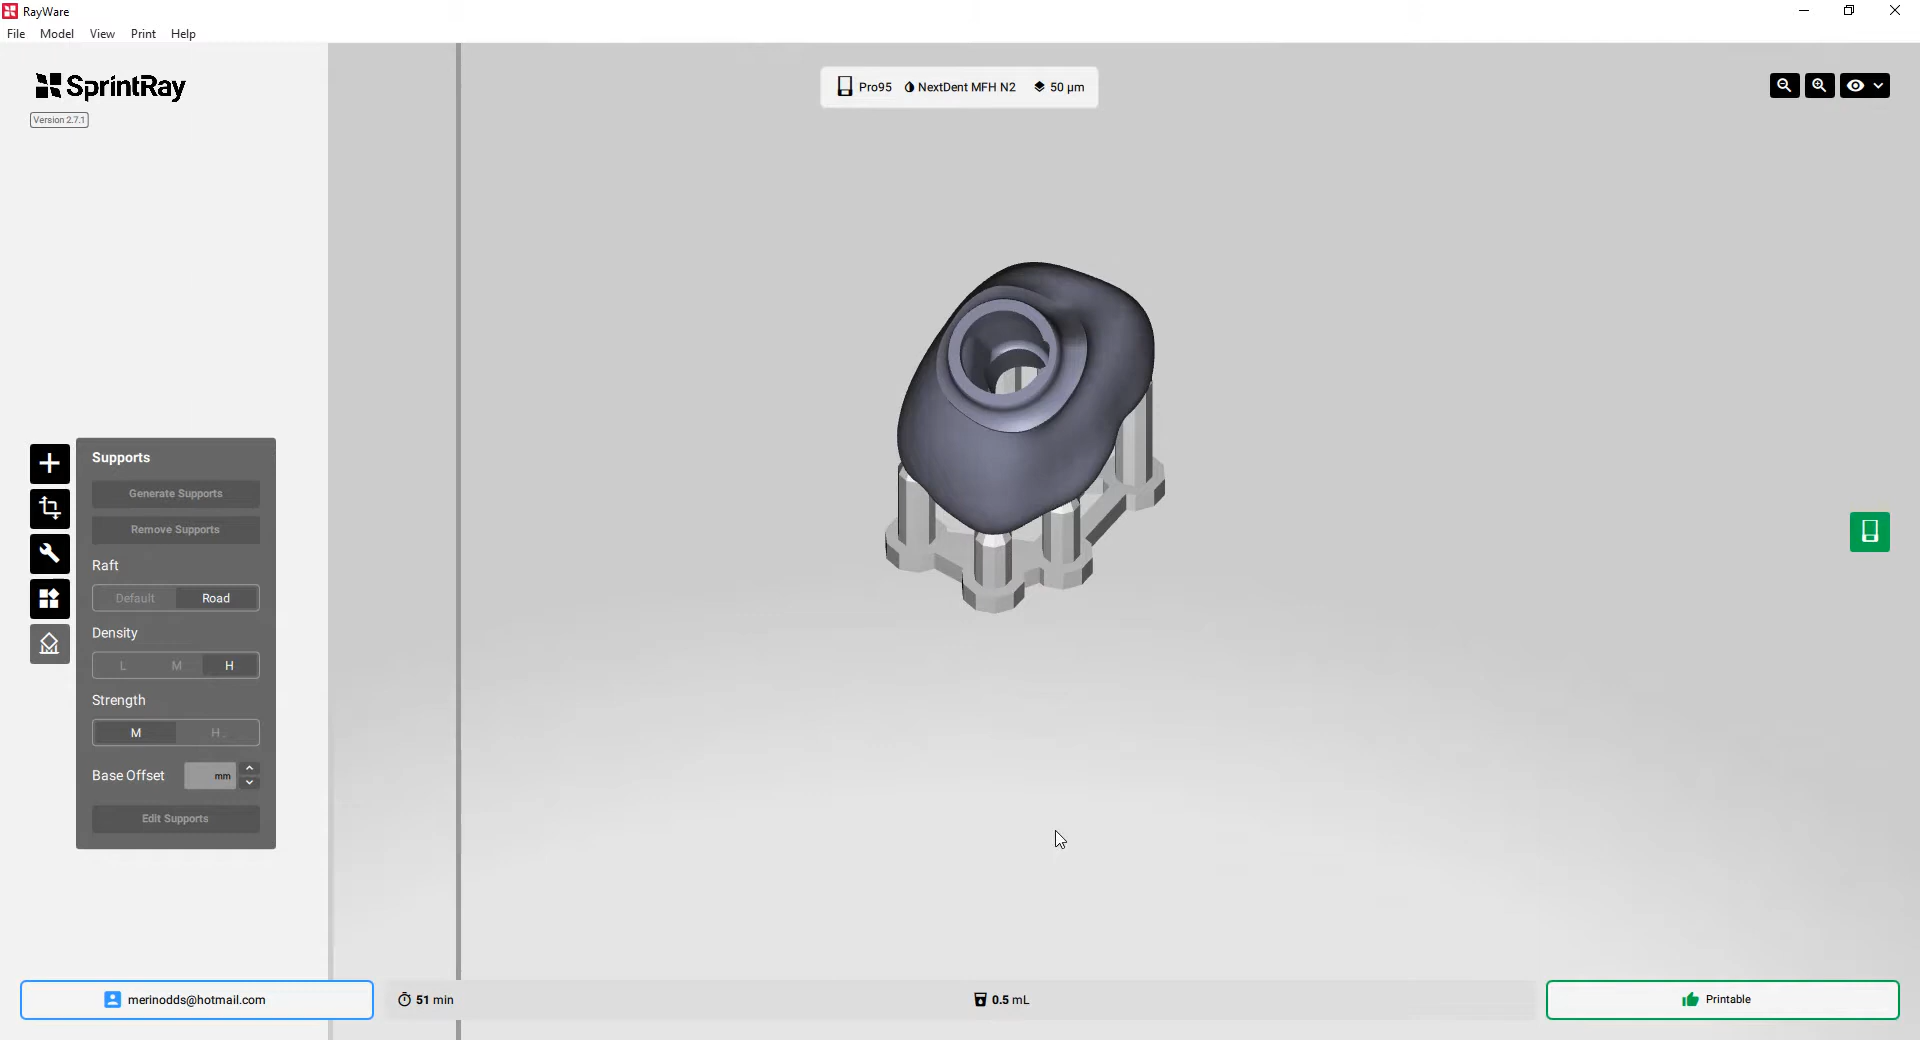 RayWare
File Model View Print Help
SprintRay
Version 2.7.1
Pro95 NextDent MFH N2 50 µm
Supports
Generate Supports
Remove Supports
Raft
Default Road
Density
L M H
Strength
M H
Base Offset mm
Edit Supports
merinodds@hotmail.com
51 min
0.5 mL
Printable